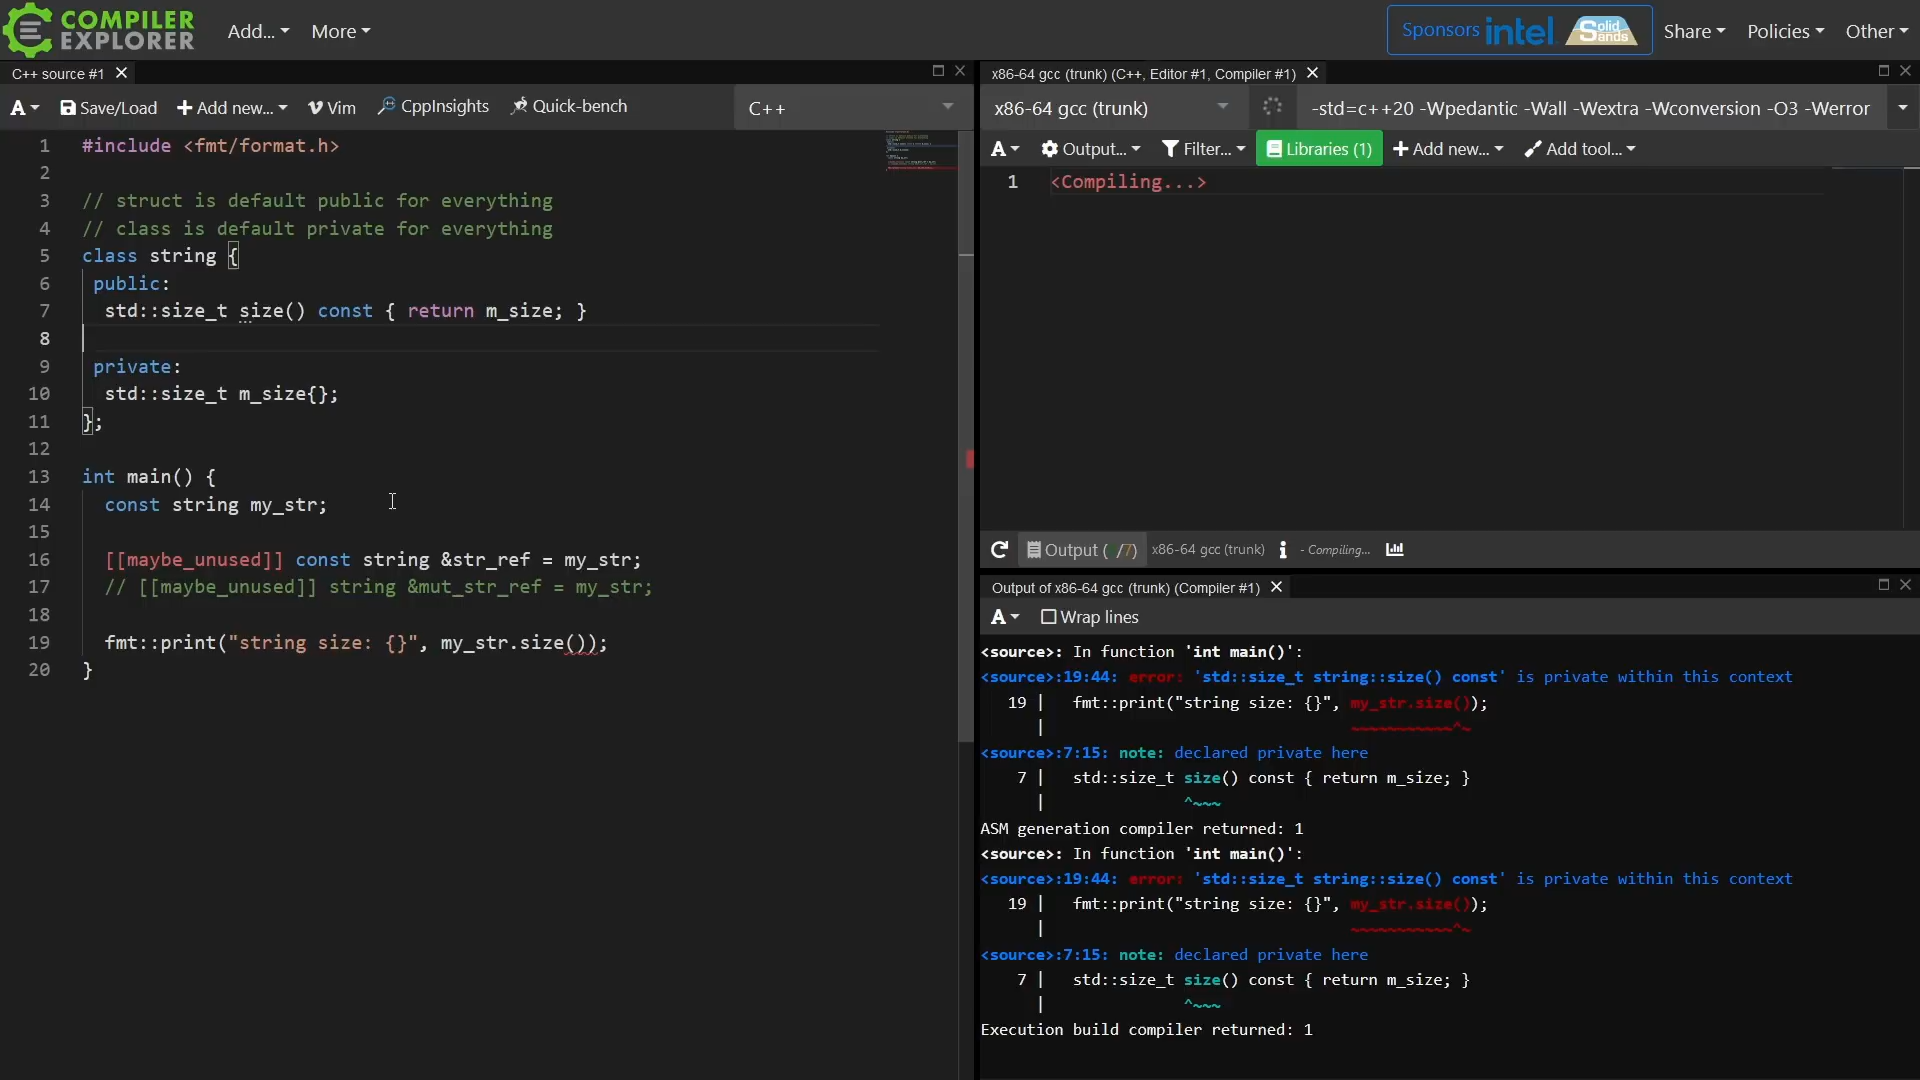 COMPILER
EXPLORER
Add...
More
Sponsors intel Solid Sands
Share
Policies
Other
C++ source #1
A
Save/Load
Add new...
Vim
CppInsights
Quick-bench
C++
1 #include <fmt/format.h>
2
3 // struct is default public for everything
4 // class is default private for everything
5 class string {
6 public:
7 std::size_t size() const { return m_size; }
8
9 private:
10 std::size_t m_size{};
11 };
12
13 int main() {
14 const string my_str;
15
16 [[maybe_unused]] const string &str_ref = my_str;
17 // [[maybe_unused]] string &mut_str_ref = my_str;
18
19 fmt::print("string size: {}", my_str.size());
20 }
x86-64 gcc (trunk) (C++, Editor #1, Compiler #1)
x86-64 gcc (trunk)
-std=c++20 -Wpedantic -Wall -Wextra -Wconversion -O3 -Werror
A
Output...
Filter...
Libraries (1)
Add new...
Add tool...
1 <Compiling...>
Output ( /7)
x86-64 gcc (trunk)
- Compiling...
Output of x86-64 gcc (trunk) (Compiler #1)
A
Wrap lines
<source>: In function 'int main()':
<source>:19:44: error: 'std::size_t string::size() const' is private within this context
19 | fmt::print("string size: {}", my_str.size());
| ~~~~~~~~~~~^~
<source>:7:15: note: declared private here
7 | std::size_t size() const { return m_size; }
| ^~~~
ASM generation compiler returned: 1
<source>: In function 'int main()':
<source>:19:44: error: 'std::size_t string::size() const' is private within this context
19 | fmt::print("string size: {}", my_str.size());
| ~~~~~~~~~~~^~
<source>:7:15: note: declared private here
7 | std::size_t size() const { return m_size; }
| ^~~~
Execution build compiler returned: 1